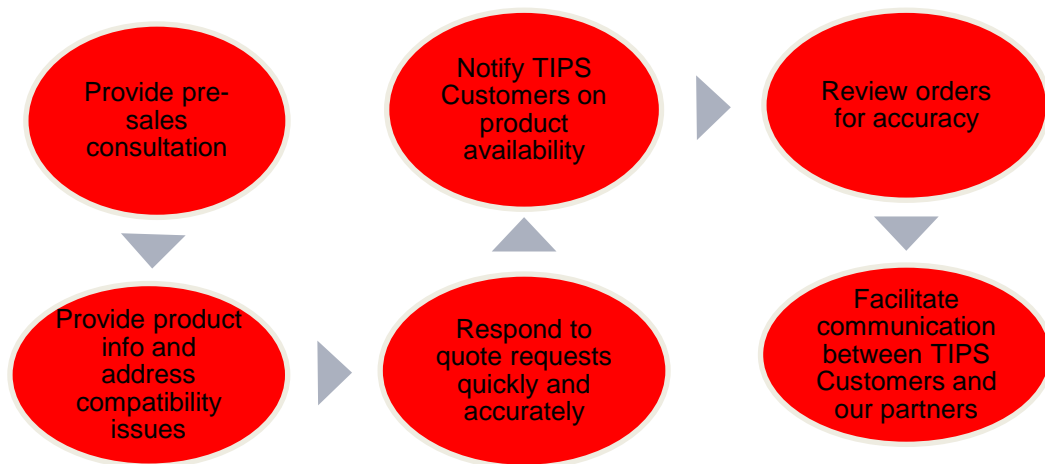 Provide pre-
sales
consultation
Provide product
info and
address
compatibility
issues
Respond to
quote requests
quickly and
accurately
Notify TIPS
Customers on
product
availability
Review orders
for accuracy
Facilitate
communication
between TIPS
Customers and
our partners